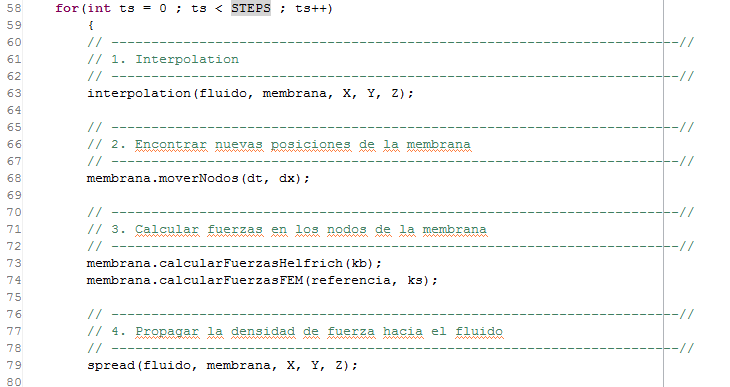 58 for(int ts = 0 ; ts < STEPS ; ts++)
59 {
60 // -----------------------------------------------------------------------//
61 // 1. Interpolation
62 // -----------------------------------------------------------------------//
63 interpolation(fluido, membrana, X, Y, Z);
64
65 // -----------------------------------------------------------------------//
66 // 2. Encontrar nuevas posiciones de la membrana
67 // -----------------------------------------------------------------------//
68 membrana.moverNodos(dt, dx);
69
70 // -----------------------------------------------------------------------//
71 // 3. Calcular fuerzas en los nodos de la membrana
72 // -----------------------------------------------------------------------//
73 membrana.calcularFuerzasHelfrich(kb);
74 membrana.calcularFuerzasFEM(referencia, ks);
75
76 // -----------------------------------------------------------------------//
77 // 4. Propagar la densidad de fuerza hacia el fluido
78 // -----------------------------------------------------------------------//
79 spread(fluido, membrana, X, Y, Z);
80